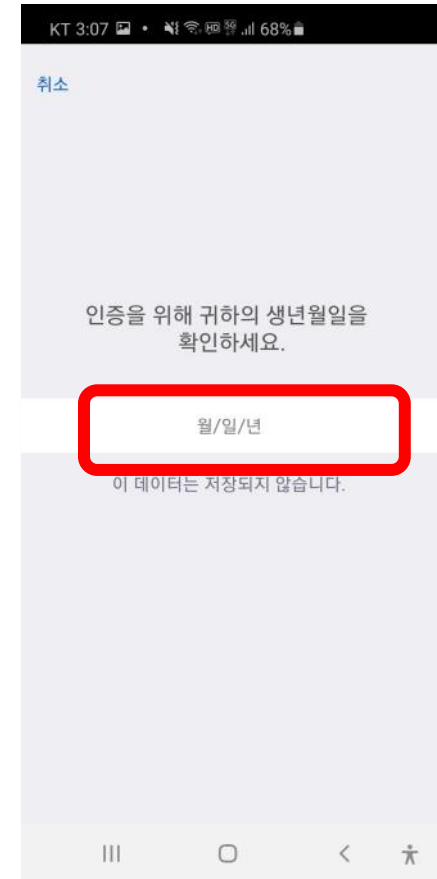 KT 3:07 HD 5G 68%
취소
인증을 위해 귀하의 생년월일을
확인하세요.
월/일/년
이 데이터는 저장되지 않습니다.